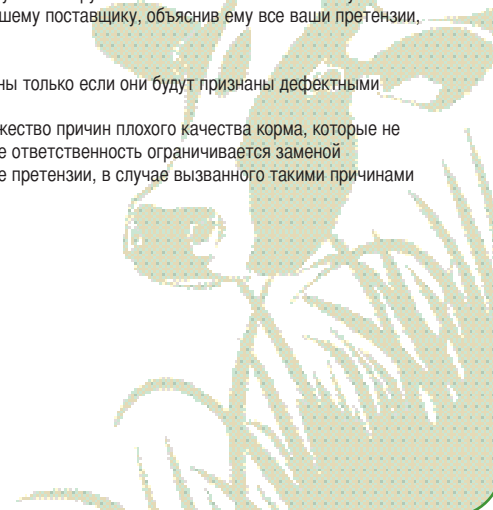 шему поставщику, объяснив ему все ваши претензии,
ны только если они будут признаны дефектными
жество причин плохого качества корма, которые не
е ответственность ограничивается заменой
е претензии, в случае вызванного такими причинами